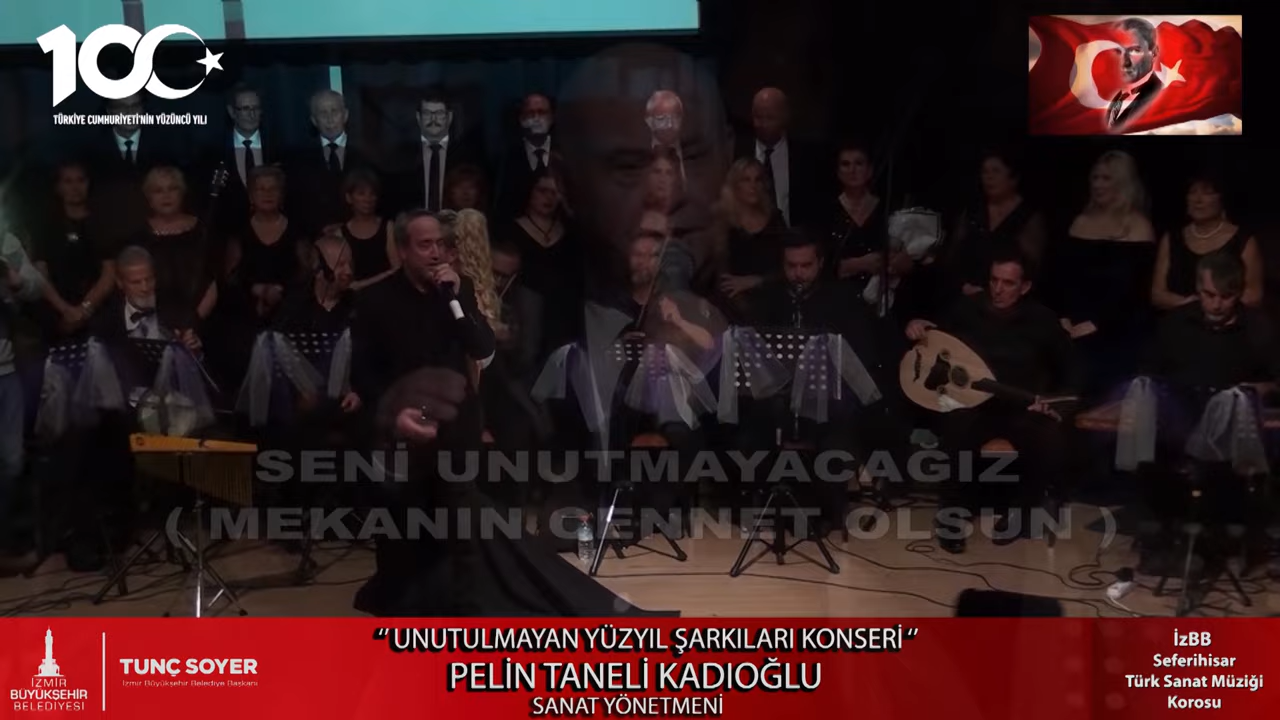 100
TÜRKİYE CUMHURİYETİ'NİN YÜZÜNCÜ YILI
SENİ UNUTMAYACAĞIZ
( MEKANIN CENNET OLSUN )
İZMİR
BÜYÜKŞEHİR
BELEDİYESİ
TUNÇ SOYER
İzmir Büyükşehir Belediye Başkanı
“ UNUTULMAYAN YÜZYIL ŞARKILARI KONSERİ “
PELİN TANELİ KADIOĞLU
SANAT YÖNETMENİ
İzBB
Seferihisar
Türk Sanat Müziği
Korosu